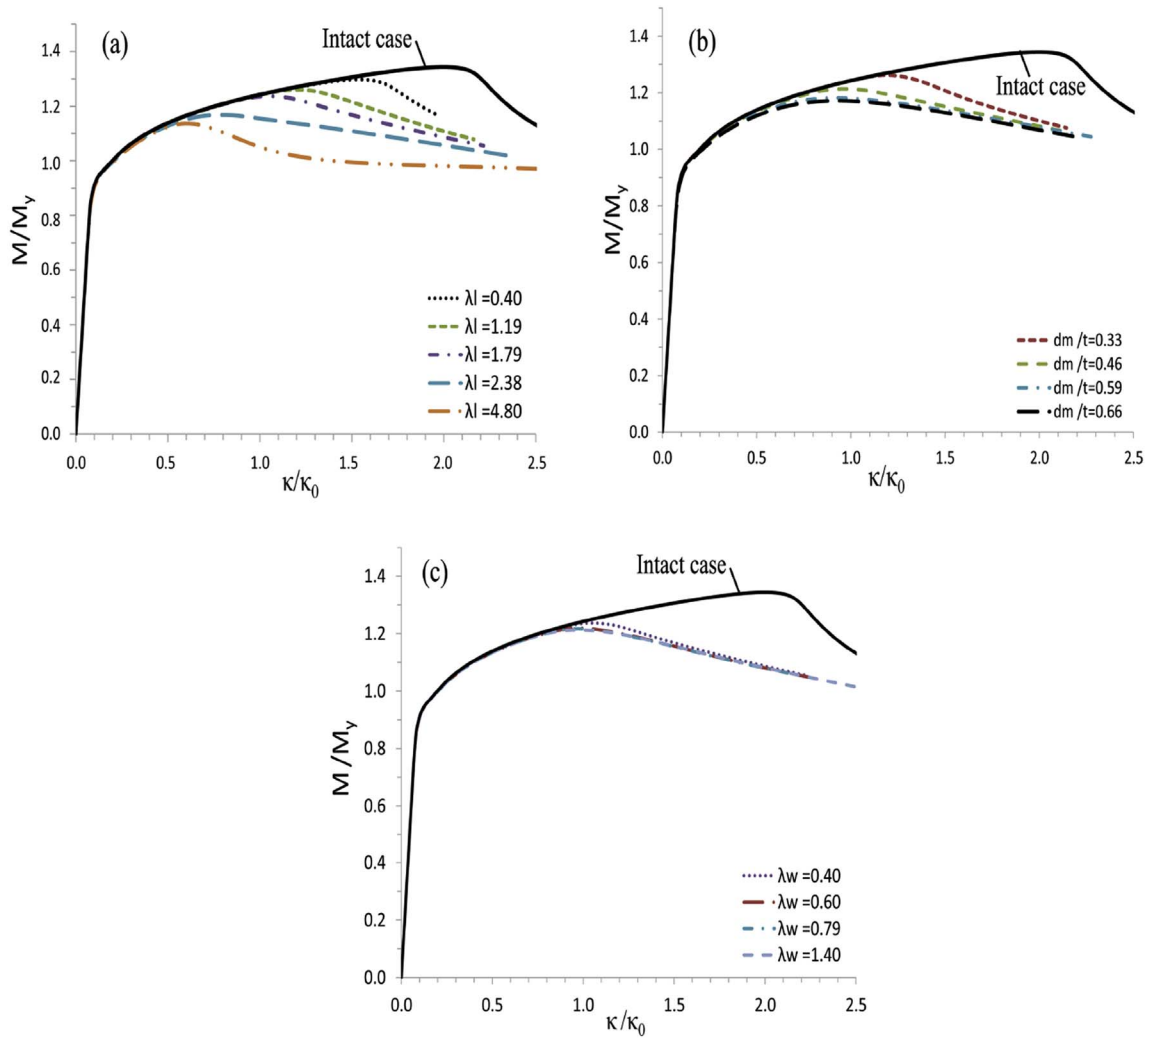 (a)
Intact case
1.4
1.2
1.0
0.8
0.6
0.4
0.2
0.0
M/My
λl =0.40
λl =1.19
λl =1.79
λl =2.38
λl =4.80
0.0 0.5 1.0 1.5 2.0 2.5
κ/κ0
(b)
Intact case
1.4
1.2
1.0
0.8
0.6
0.4
0.2
0.0
M/My
dm /t=0.33
dm /t=0.46
dm /t=0.59
dm /t=0.66
0.0 0.5 1.0 1.5 2.0 2.5
κ/κ0
(c)
Intact case
1.4
1.2
1.0
0.8
0.6
0.4
0.2
0.0
M /My
λw =0.40
λw =0.60
λw =0.79
λw =1.40
0.0 0.5 1.0 1.5 2.0 2.5
κ/κ0